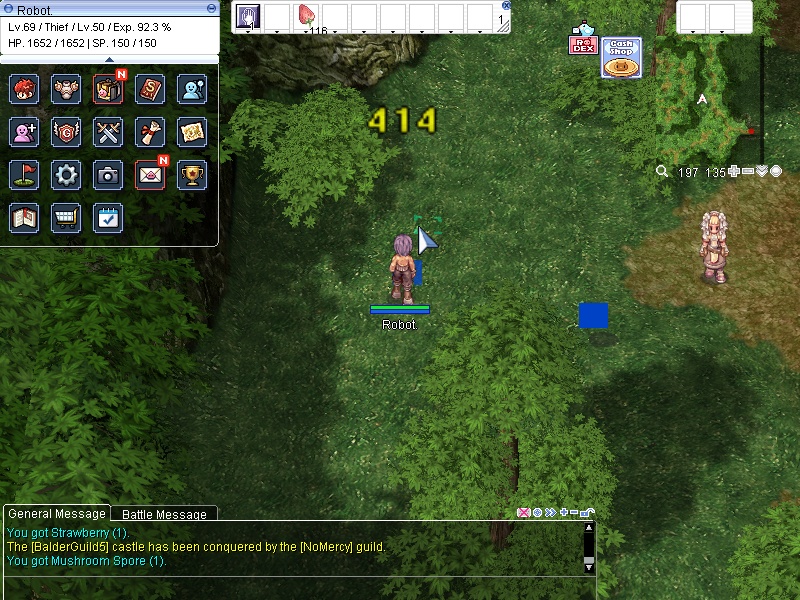 Robot
Lv.69 / Thief / Lv.50 / Exp. 92.3 %
HP. 1652 / 1652 | SP. 150 / 150
N
N
116
1
RODEX
Cash Shop
414
A
197 135
Robot
General Message
Battle Message
You got Strawberry (1).
The [BalderGuild5] castle has been conquered by the [NoMercy] guild.
You got Mushroom Spore (1).